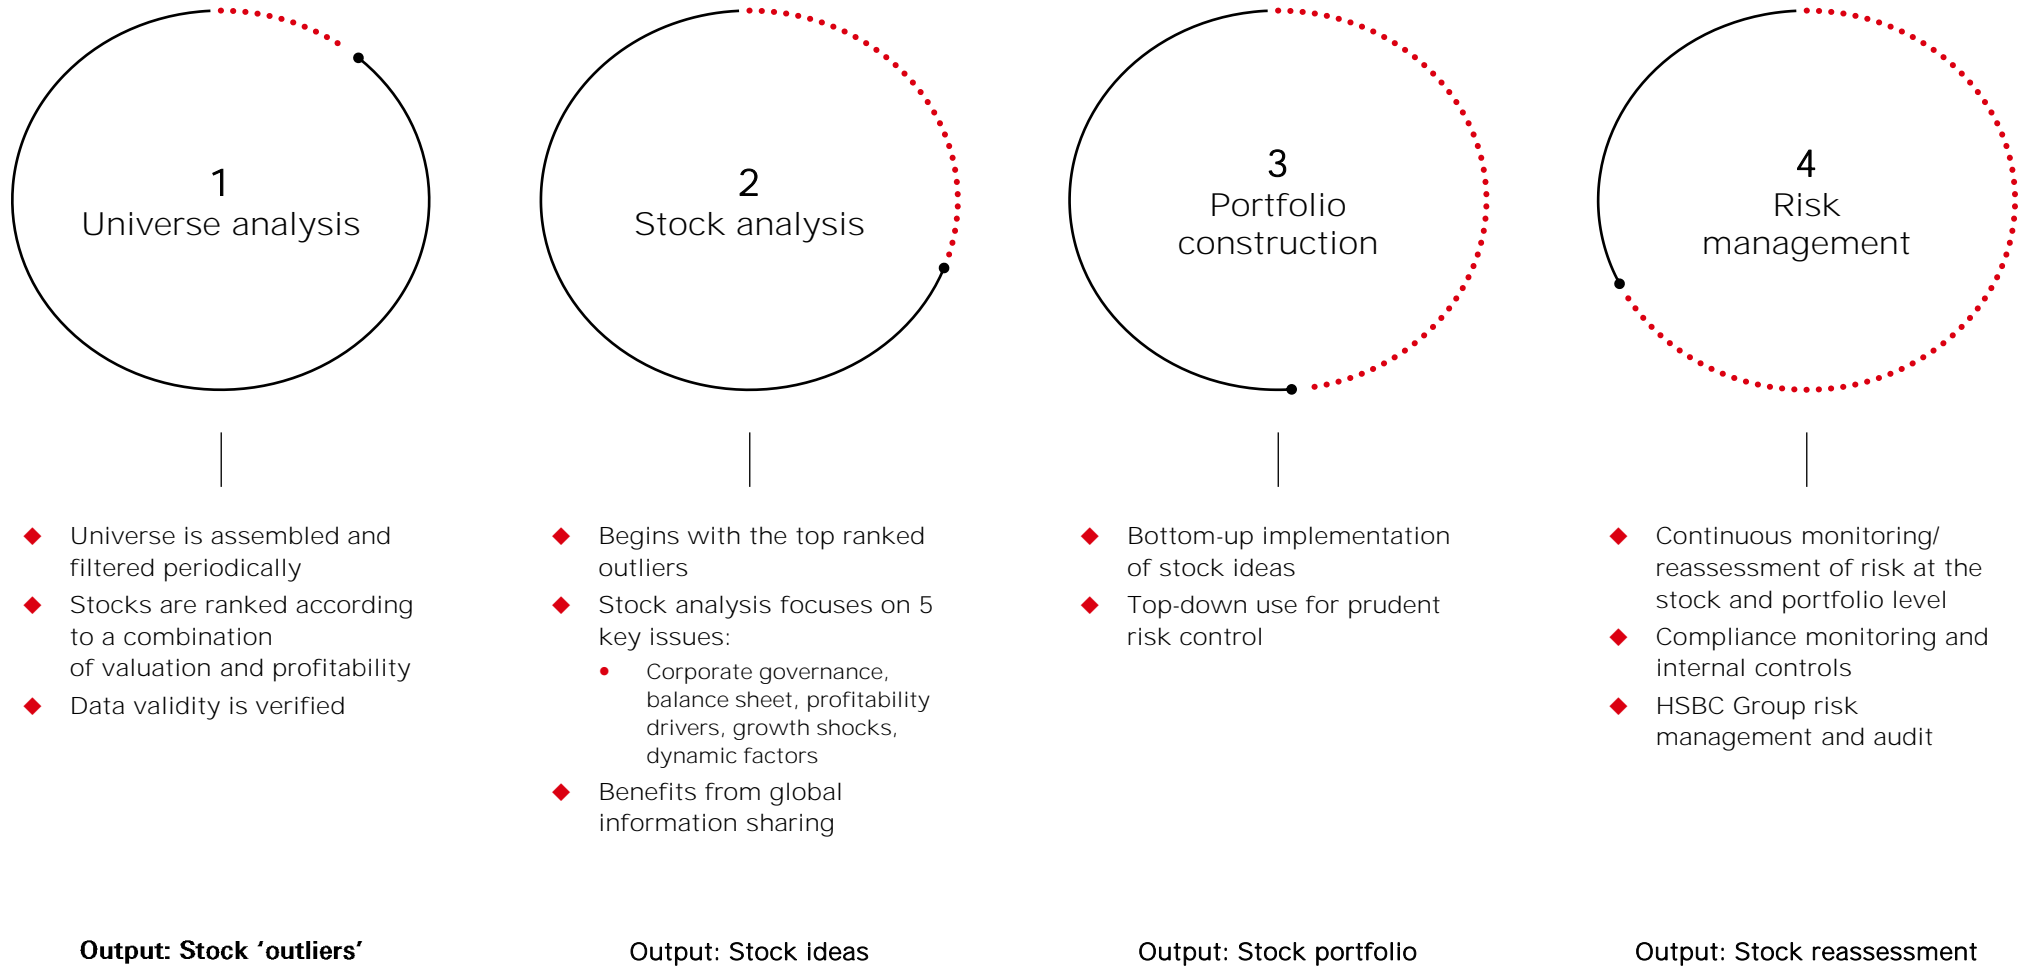 1
Universe analysis
2
Stock analysis
3
Portfolio
construction
4
Risk
management
Universe is assembled and
filtered periodically
Stocks are ranked according
to a combination
of valuation and profitability
Data validity is verified
Begins with the top ranked
outliers
Stock analysis focuses on 5
key issues:
Corporate governance,
balance sheet, profitability
drivers, growth shocks,
dynamic factors
Benefits from global
information sharing
Bottom-up implementation
of stock ideas
Top-down use for prudent
risk control
Continuous monitoring/
reassessment of risk at the
stock and portfolio level
Compliance monitoring and
internal controls
HSBC Group risk
management and audit
Output: Stock ‘outliers’
Output: Stock ideas
Output: Stock portfolio
Output: Stock reassessment